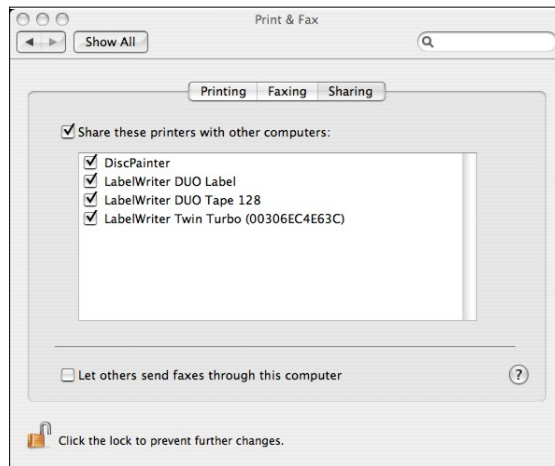 Print & Fax
Show All
Printing Faxing Sharing
Share these printers with other computers:
DiscPainter
LabelWriter DUO Label
LabelWriter DUO Tape 128
LabelWriter Twin Turbo (00306EC4E63C)
Let others send faxes through this computer
?
Click the lock to prevent further changes.